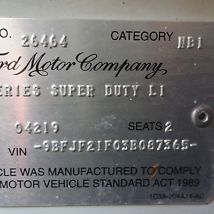 O. 26464 CATEGORY NB1
ord Motor Company
ERIES SUPER DUTY L1
04219 SEATS 2
VIN -9BFJF21F03B087365-
CLE WAS MANUFACTURED TO COMPLY
MOTOR VEHICLE STANDARD ACT 1989